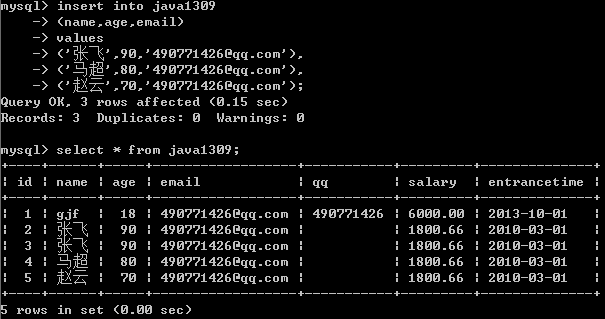 mysql> insert into java1309
    -> (name,age,email)
    -> values
    -> ('张飞',90,'490771426@qq.com'),
    -> ('马超',80,'490771426@qq.com'),
    -> ('赵云',70,'490771426@qq.com');
Query OK, 3 rows affected (0.15 sec)
Records: 3  Duplicates: 0  Warnings: 0
mysql> select * from java1309;
+----+------+-----+------------------+-----------+---------+--------------+
| id | name | age | email            | qq        | salary  | entrancetime |
+----+------+-----+------------------+-----------+---------+--------------+
|  1 | gjf  |  18 | 490771426@qq.com | 490771426 | 6000.00 | 2013-10-01   |
|  2 | 张飞 |  90 | 490771426@qq.com |           | 1800.66 | 2010-03-01   |
|  3 | 张飞 |  90 | 490771426@qq.com |           | 1800.66 | 2010-03-01   |
|  4 | 马超 |  80 | 490771426@qq.com |           | 1800.66 | 2010-03-01   |
|  5 | 赵云 |  70 | 490771426@qq.com |           | 1800.66 | 2010-03-01   |
+----+------+-----+------------------+-----------+---------+--------------+
5 rows in set (0.00 sec)